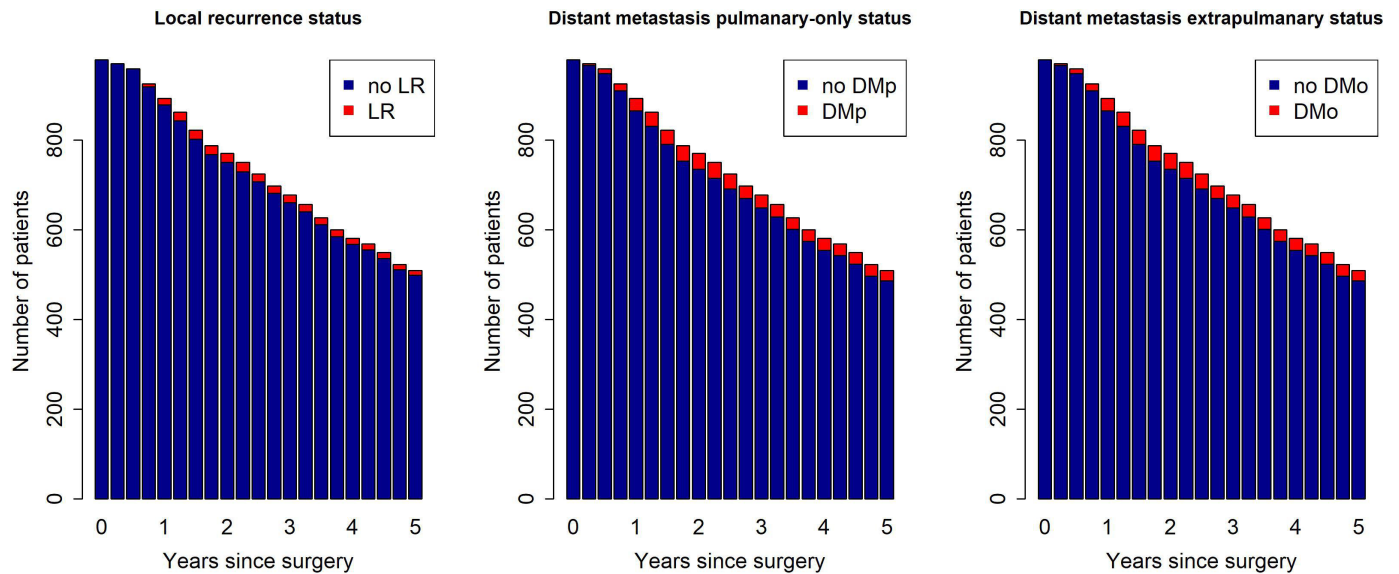 Local recurrence status
no LR
LR
Number of patients
0
200
400
600
800
0 1 2 3 4 5
Years since surgery
Distant metastasis pulmanary-only status
no DMp
DMp
Number of patients
0
200
400
600
800
0 1 2 3 4 5
Years since surgery
Distant metastasis extrapulmanary status
no DMo
DMo
Number of patients
0
200
400
600
800
0 1 2 3 4 5
Years since surgery